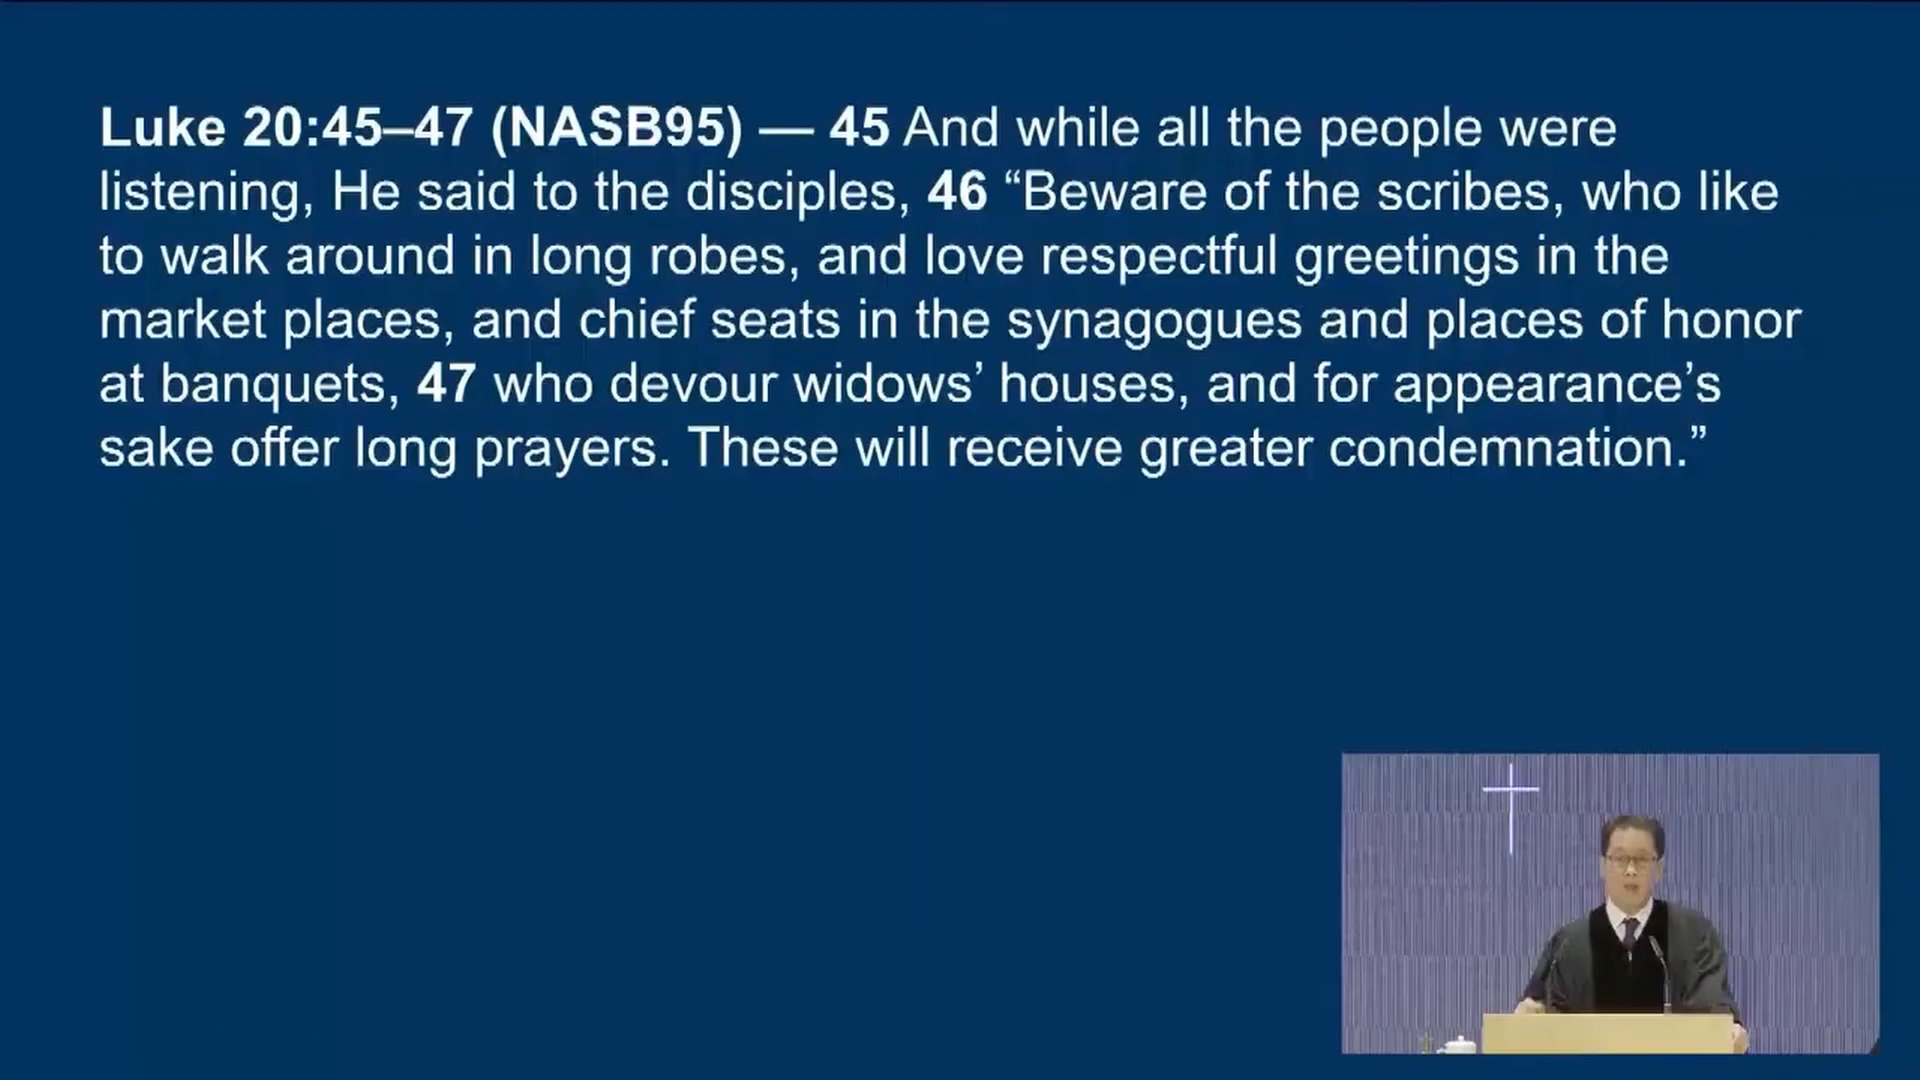 Luke 20:45–47 (NASB95) — 45 And while all the people were
listening, He said to the disciples, 46 “Beware of the scribes, who like
to walk around in long robes, and love respectful greetings in the
market places, and chief seats in the synagogues and places of honor
at banquets, 47 who devour widows’ houses, and for appearance’s
sake offer long prayers. These will receive greater condemnation.”